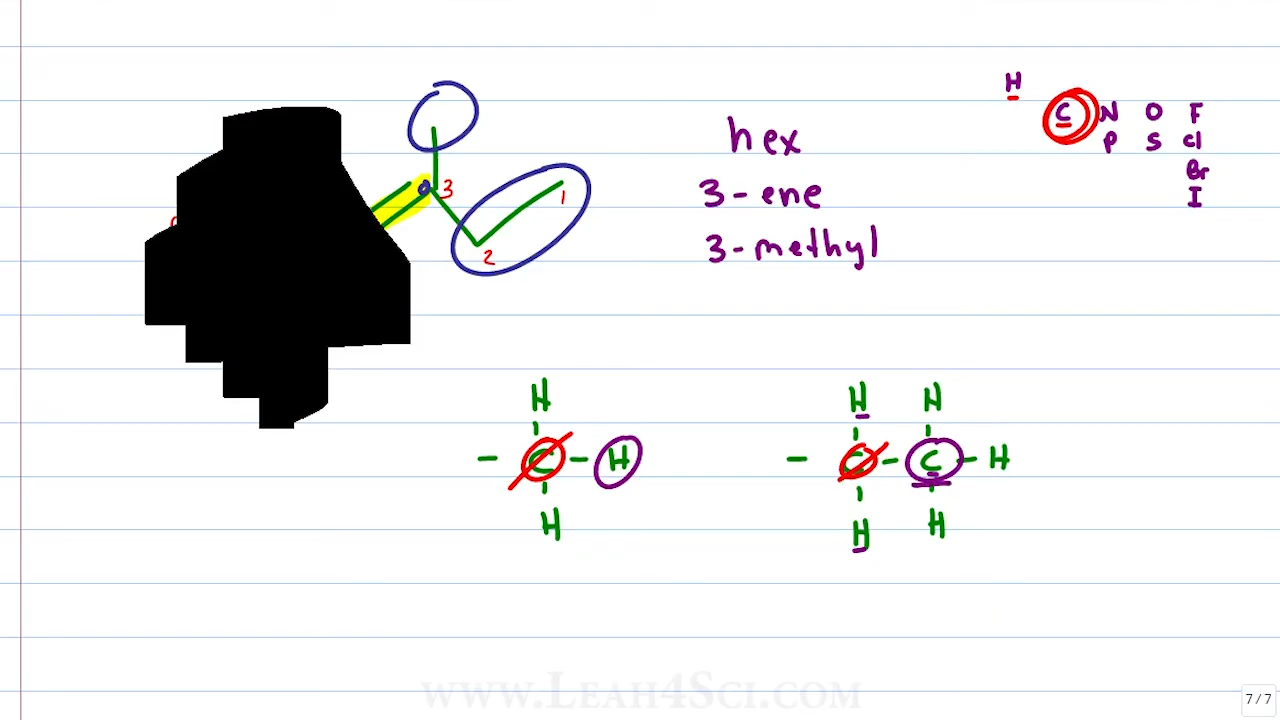 H
C N O F
P S Cl
Br
I
hex
3-ene
3-methyl
3
1
2
H
- C - H
H
H H
- C - C - H
H H
www.Leah4Sci.com
7/7